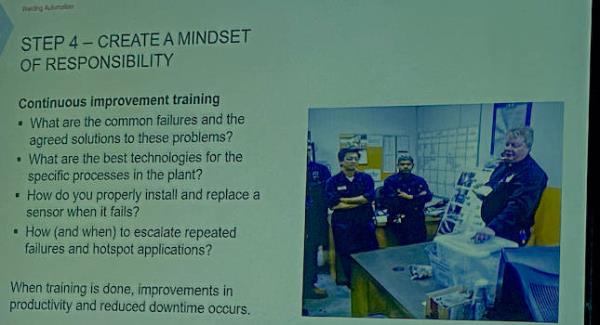 Welding Automation
STEP 4 – CREATE A MINDSET
OF RESPONSIBILITY
Continuous improvement training
• What are the common failures and the
agreed solutions to these problems?
• What are the best technologies for the
specific processes in the plant?
• How do you properly install and replace a
sensor when it fails?
• How (and when) to escalate repeated
failures and hotspot applications?
When training is done, improvements in
productivity and reduced downtime occurs.